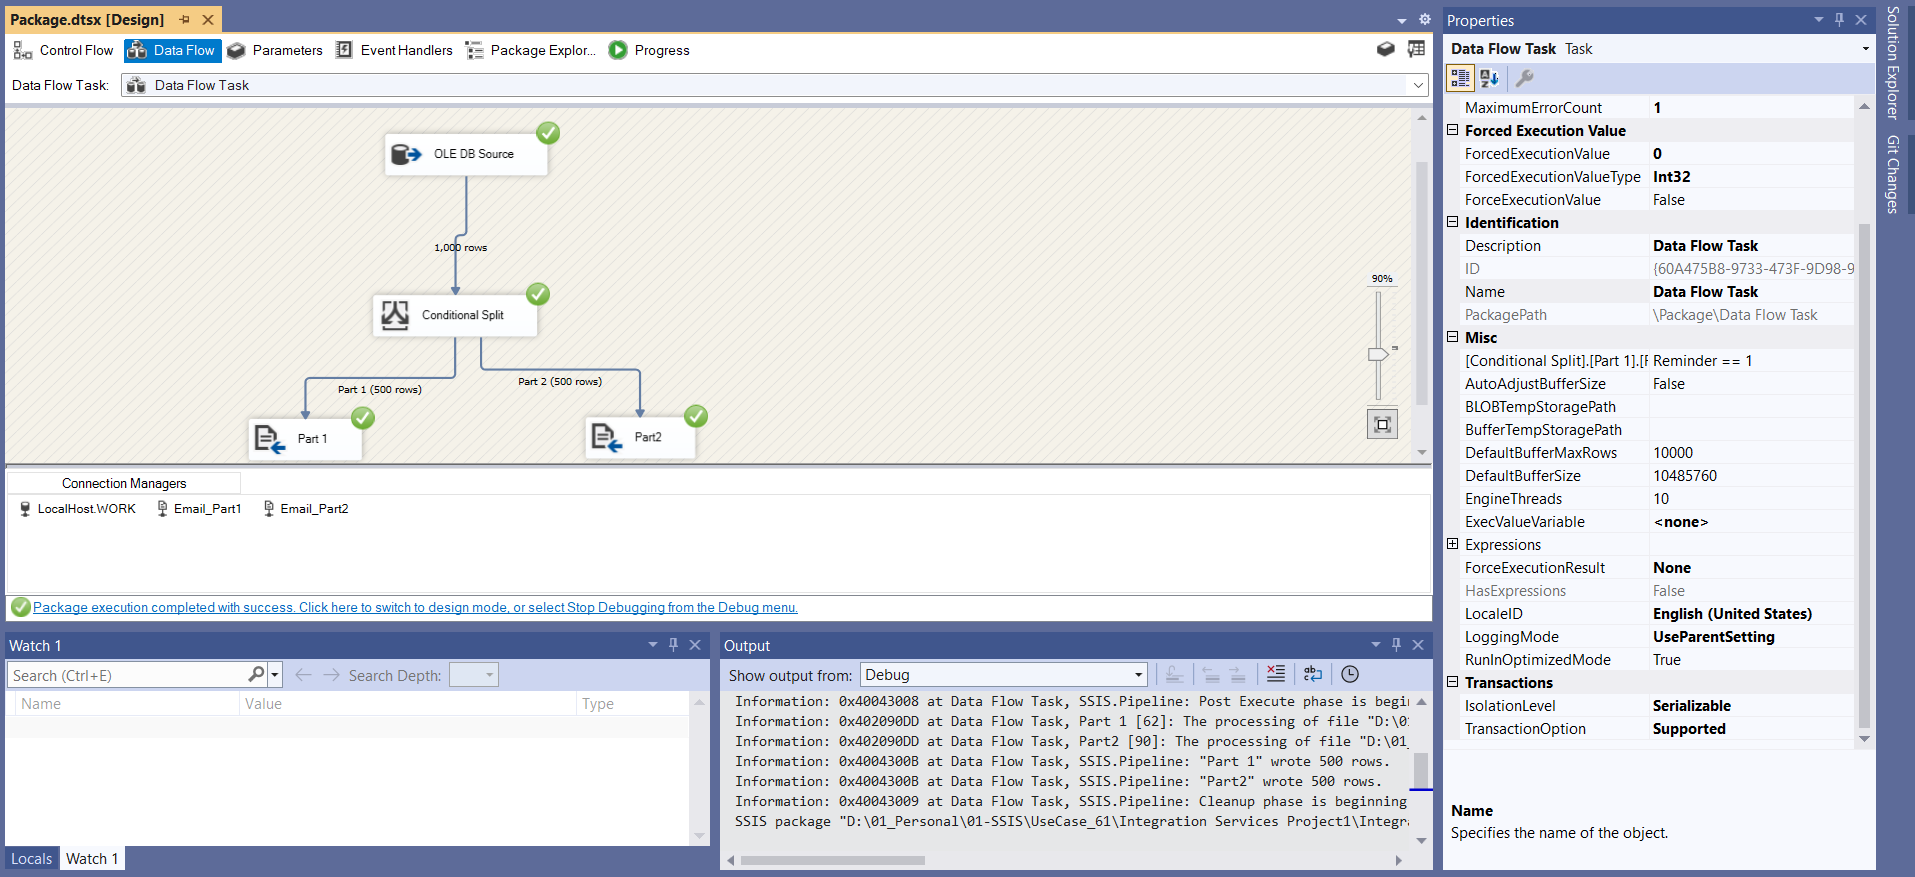 Package.dtsx [Design]
Control Flow
Data Flow
Parameters
Event Handlers
Package Explor...
Progress
Data Flow Task:
Data Flow Task
OLE DB Source
1,000 rows
Conditional Split
Part 1 (500 rows)
Part 2 (500 rows)
Part 1
Part2
90%
Connection Managers
LocalHost.WORK
Email_Part1
Email_Part2
Package execution completed with success. Click here to switch to design mode, or select Stop Debugging from the Debug menu.
Watch 1
Search (Ctrl+E)
Search Depth:
Name Value Type
Locals
Watch 1
Output
Show output from: Debug
Information: 0x40043008 at Data Flow Task, SSIS.Pipeline: Post Execute phase is begin
Information: 0x402090DD at Data Flow Task, Part 1 [62]: The processing of file "D:\01
Information: 0x402090DD at Data Flow Task, Part2 [90]: The processing of file "D:\01_
Information: 0x4004300B at Data Flow Task, SSIS.Pipeline: "Part 1" wrote 500 rows.
Information: 0x4004300B at Data Flow Task, SSIS.Pipeline: "Part2" wrote 500 rows.
Information: 0x40043009 at Data Flow Task, SSIS.Pipeline: Cleanup phase is beginning
SSIS package "D:\01_Personal\01-SSIS\UseCase_61\Integration Services Project1\Integra
Properties
Data Flow Task Task
MaximumErrorCount 1
Forced Execution Value
ForcedExecutionValue 0
ForcedExecutionValueType Int32
ForceExecutionValue False
Identification
Description Data Flow Task
ID {60A475B8-9733-473F-9D98-9
Name Data Flow Task
PackagePath \Package\Data Flow Task
Misc
[Conditional Split].[Part 1].[F Reminder == 1
AutoAdjustBufferSize False
BLOBTempStoragePath
BufferTempStoragePath
DefaultBufferMaxRows 10000
DefaultBufferSize 10485760
EngineThreads 10
ExecValueVariable <none>
Expressions
ForceExecutionResult None
HasExpressions False
LocaleID English (United States)
LoggingMode UseParentSetting
RunInOptimizedMode True
Transactions
IsolationLevel Serializable
TransactionOption Supported
Name
Specifies the name of the object.
Solution Explorer
Git Changes